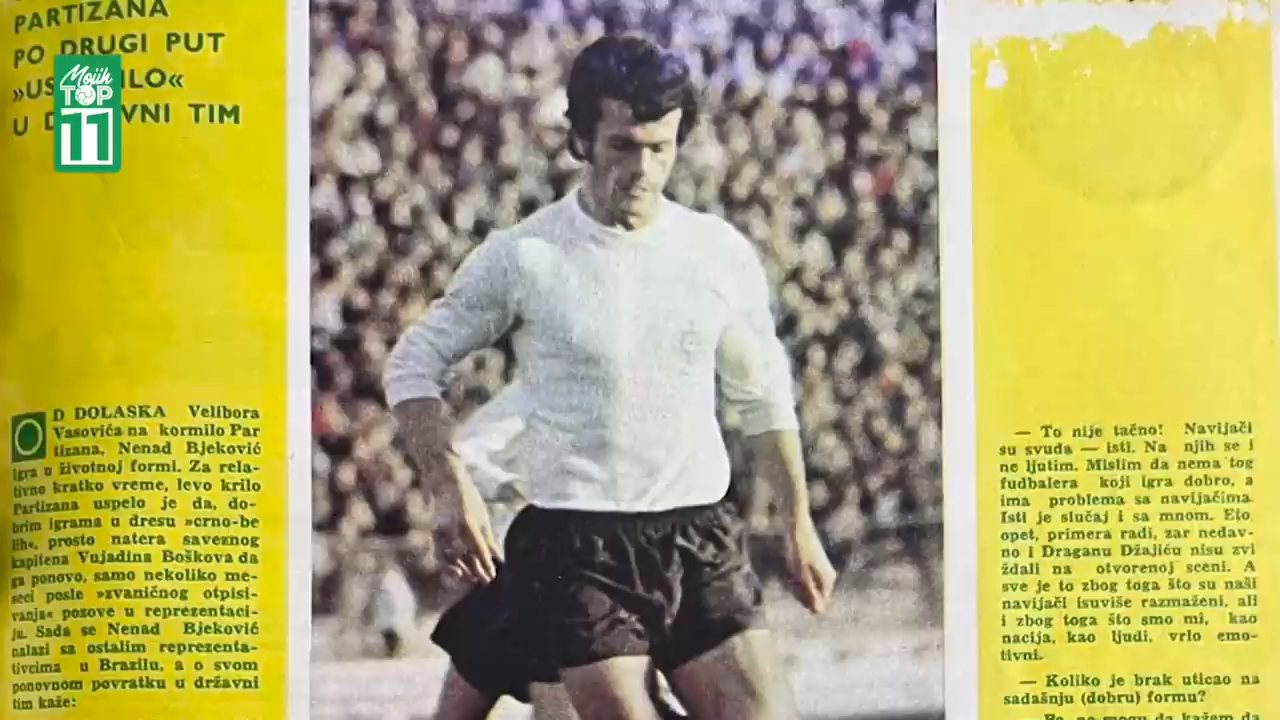 PARTIZANA
PO DRUGI PUT
U VNI TIM
Mojih
TOP
11
OD DOLASKA Velibora
Vasovića na kormilo Par
tizana, Nenad Bjeković
igra u životnoj formi. Za rela-
tivno kratko vreme, levo krilo
Partizana uspelo je da, do-
brim igrama u dresu »crno-be
lih«, prosto natera saveznog
kapitena Vujadina Boškova da
ga ponovo, samo nekoliko me-
seci posle »zvaničnog otpisi-
vanja« pozove u reprezentaci-
ju. Sada se Nenad Bjeković
nalazi sa ostalim reprezenta-
tivcima u Brazilu, a o svom
ponovnom povratku u državni
tim kaže:
— To nije tačno! Navijači
su svuda — isti. Na njih se i
ne ljutim. Mislim da nema tog
fudbalera koji igra dobro, a
ima problema sa navijačima.
Isti je slučaj i sa mnom. Eto,
opet, primera radi, zar nedav-
no i Draganu Džajiću nisu zvi
ždali na otvorenoj sceni. A
sve je to zbog toga što su naši
navijači isuviše razmaženi, ali
i zbog toga što smo mi, kao
nacija, kao ljudi, vrlo emo-
tivni.
— Koliko je brak uticao na
sadašnju (dobru) formu?